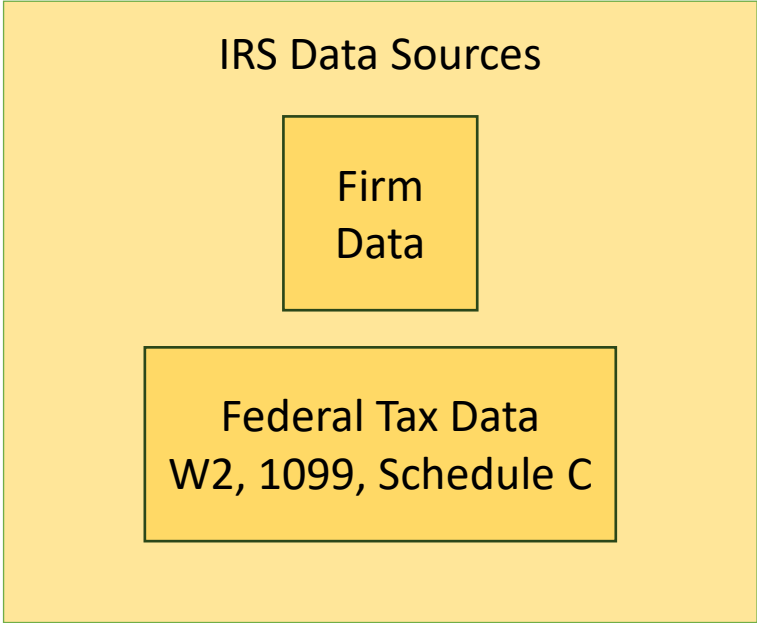 IRS Data Sources
Firm
Data
Federal Tax Data
W2, 1099, Schedule C